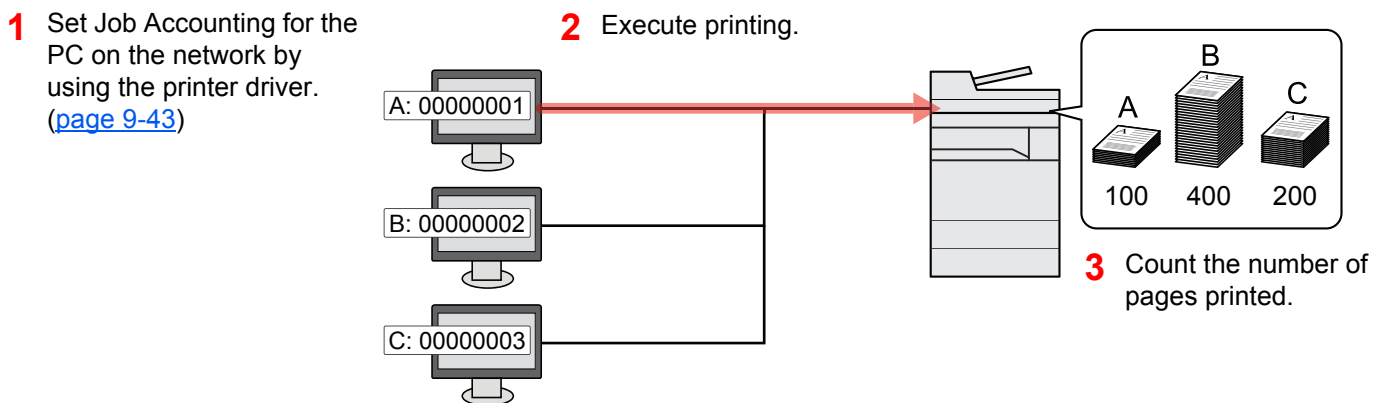 1 Set Job Accounting for the
PC on the network by
using the printer driver.
(page 9-43)
2 Execute printing.
A: 00000001
B: 00000002
C: 00000003
A
B
C
100
400
200
3 Count the number of
pages printed.